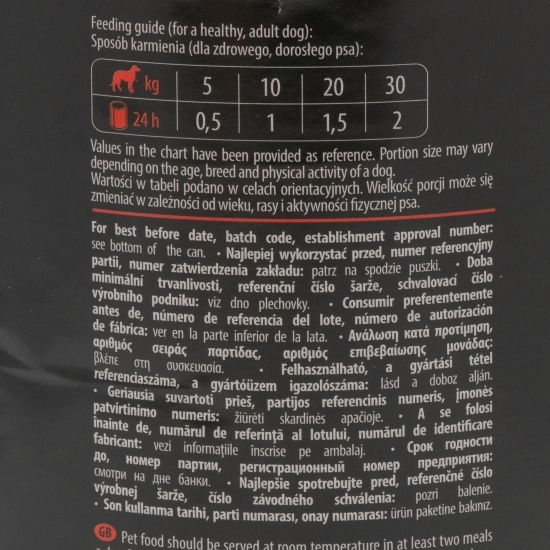 Feeding guide (for a healthy, adult dog):
Sposób karmienia (dla zdrowego, dorosłego psa):
kg 5 10 20 30
24 h 0,5 1 1,5 2
Values in the chart have been provided as reference. Portion size may vary
depending on the age, breed and physical activity of a dog.
Wartości w tabeli podano w celach orientacyjnych. Wielkość porcji może się
zmieniać w zależności od wieku, rasy i aktywności fizycznej psa.
For best before date, batch code, establishment approval number:
see bottom of the can. • Najlepiej wykorzystać przed, numer referencyjny
partii, numer zatwierdzenia zakładu: patrz na spodzie puszki. • Doba
minimální trvanlivosti, referenční číslo šarže, schvalovací číslo
výrobního podniku: viz dno plechovky. • Consumir preferentemente
antes de, número de referencia del lote, número de autorización
de fábrica: ver en la parte inferior de la lata. • Ανάλωση κατά προτίμηση,
αριθμός σειράς παρτίδας, αριθμός επιβεβαίωσης μονάδας:
βλέπε στη συσκευασία. • Felhasználható, a gyártási tétel
referenciaszáma, a gyártóüzem igazolószáma: lásd a doboz alján.
• Geriausia suvartoti prieš, partijos referencinis numeris, įmonės
patvirtinimo numeris: žiūrėti skardinės apačioje. • A se folosi
înainte de, numărul de referință al lotului, numărul de identificare
fabricant: vezi informațiile înscrise pe ambalaj. • Срок годности
до, номер партии, регистрационный номер предприятия:
смотри на дне банки. • Najlepšie spotrebujte pred, referenčné číslo
výrobnej šarže, číslo závodného schválenia: pozri balenie.
• Son kullanma tarihi, parti numarası, onay numarası: ürün paketine bakınız.
GB Pet food should be served at room temperature in at least two meals